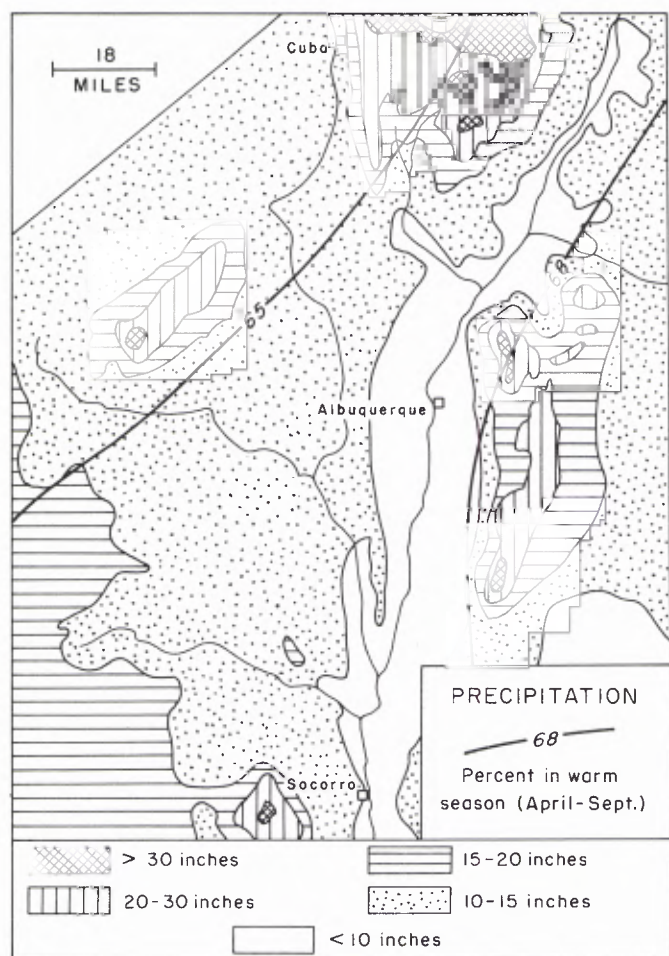 Cuba
18
MILES
65
68
Albuquerque
Socorro
PRECIPITATION
68
Percent in warm
season (April-Sept.)
> 30 inches
15-20 inches
20-30 inches
10-15 inches
< 10 inches